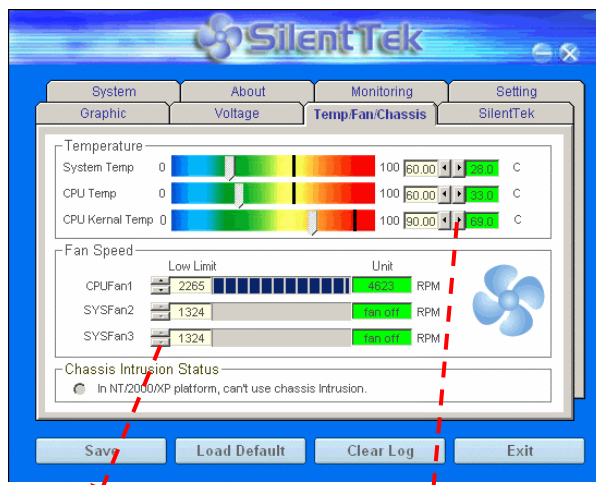 SilentTek
System About Monitoring Setting
Graphic Voltage Temp/Fan/Chassis SilentTek
Temperature
System Temp 0 100 60.00 28.0 C
CPU Temp 0 100 60.00 33.0 C
CPU Kernal Temp 0 100 90.00 69.0 C
Fan Speed
Low Limit Unit
CPUFan1 2265 4623 RPM
SYSFan2 1324 fan off RPM
SYSFan3 1324 fan off RPM
Chassis Intrusion Status
In NT/2000/XP platform, can't use chassis Intrusion.
Save Load Default Clear Log Exit